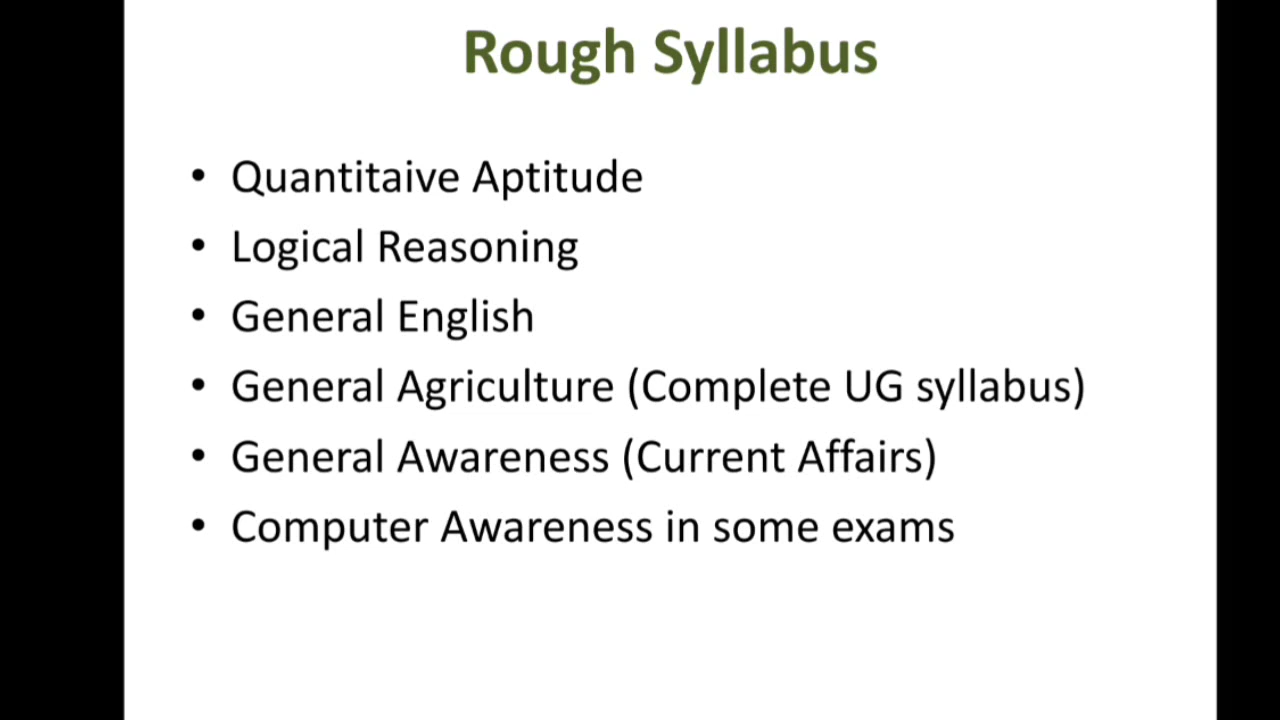 Rough Syllabus
• Quantitaive Aptitude
• Logical Reasoning
• General English
• General Agriculture (Complete UG syllabus)
• General Awareness (Current Affairs)
• Computer Awareness in some exams